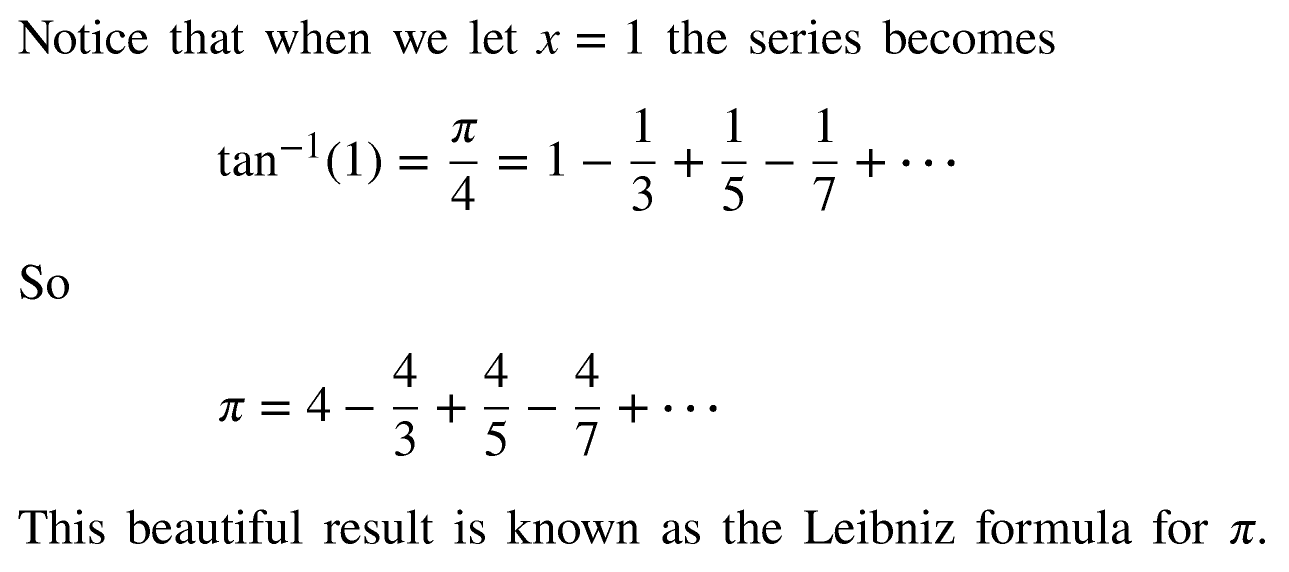 Notice that when we let x = 1 the series becomes
tan⁻¹(1) = π/4 = 1 − 1/3 + 1/5 − 1/7 + ⋯
So
π = 4 − 4/3 + 4/5 − 4/7 + ⋯
This beautiful result is known as the Leibniz formula for π.